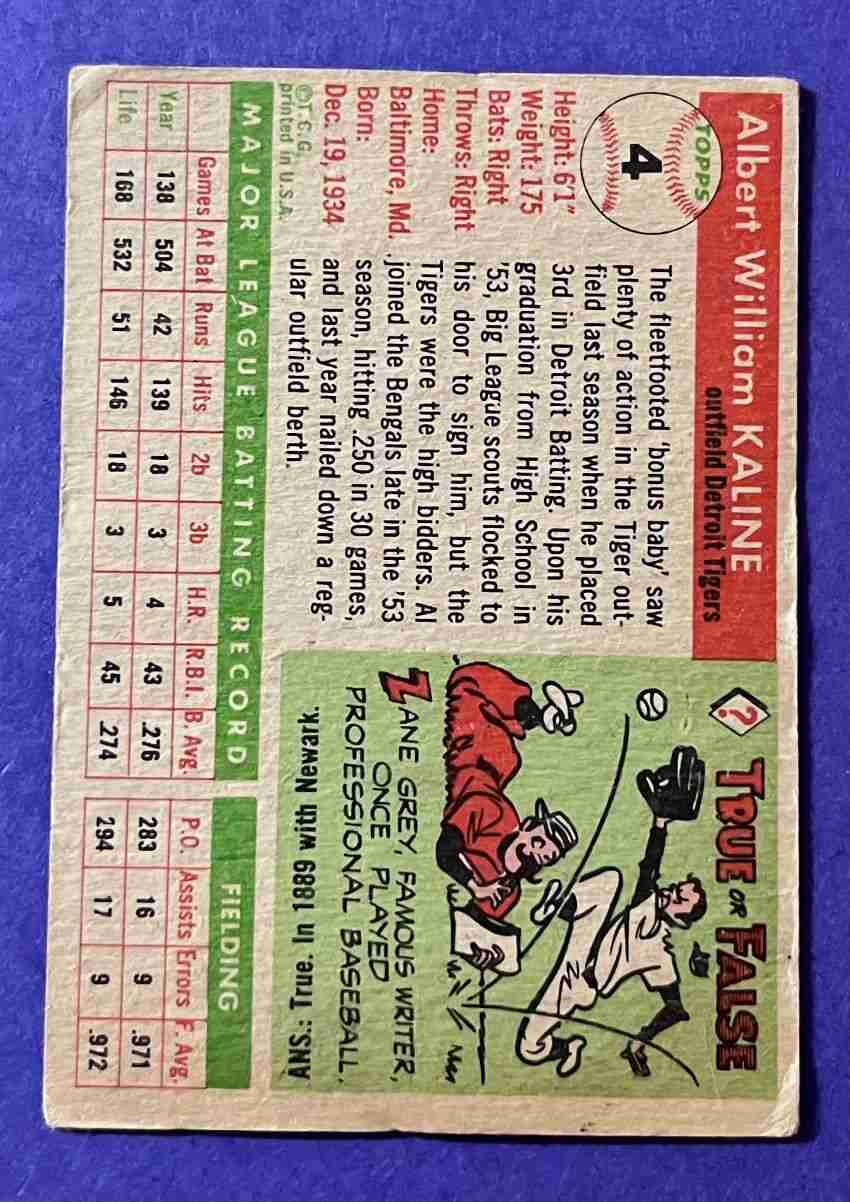 Albert William KALINE
outfield Detroit Tigers
TOPPS
4
Height: 6'1"
Weight: 175
Bats: Right
Throws: Right
Home:
Baltimore, Md.
Born:
Dec. 19, 1934
©T.C.G.
printed in U.S.A.
The fleetfooted 'bonus baby' saw
plenty of action in the Tiger out-
field last season when he placed
3rd in Detroit Batting. Upon his
graduation from High School in
'53, Big League scouts flocked to
his door to sign him, but the
Tigers were the high bidders. Al
joined the Bengals late in the '53
season, hitting .250 in 30 games,
and last year nailed down a reg-
ular outfield berth.
? TRUE OR FALSE
ZANE GREY, FAMOUS WRITER,
ONCE PLAYED
PROFESSIONAL BASEBALL.
ANS.: True. In 1889 with Newark.
MAJOR LEAGUE BATTING RECORD
FIELDING
Games At Bat Runs Hits 2b 3b H.R. R.B.I. B. Avg. P.O. Assists Errors F. Avg.
Year 138 504 42 139 18 3 4 43 .276 283 16 9 .971
Life 168 532 51 146 18 3 5 45 .274 294 17 9 .972